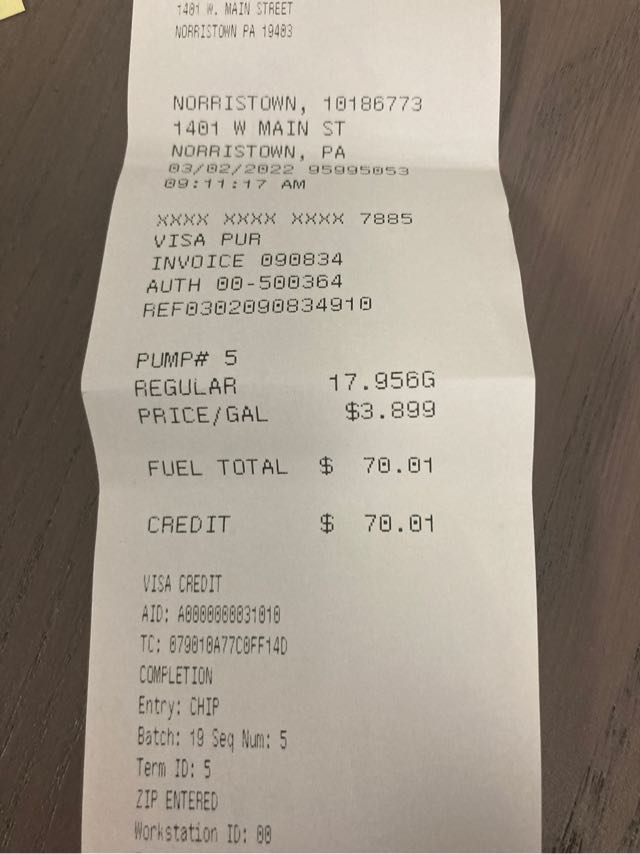 1401 W. MAIN STREET
NORRISTOWN PA 19403
NORRISTOWN, 10186773
1401 W MAIN ST
NORRISTOWN, PA
03/02/2022 95995053
09:11:17 AM
XXXX XXXX XXXX 7885
VISA PUR
INVOICE 090834
AUTH 00-500364
REF0302090834910
PUMP# 5
REGULAR 17.956G
PRICE/GAL $3.899
FUEL TOTAL $ 70.01
CREDIT $ 70.01
VISA CREDIT
AID: A0000000031010
TC: 079010A77C0FF14D
COMPLETION
Entry: CHIP
Batch: 19 Seq Num: 5
Term ID: 5
ZIP ENTERED
Workstation ID: 00